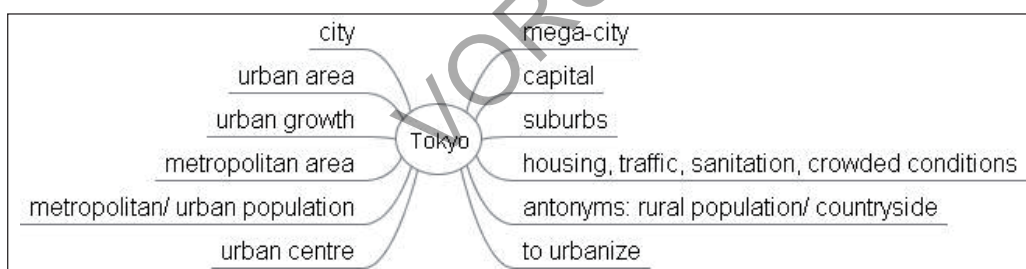 city
urban area
urban growth
metropolitan area
metropolitan/ urban population
urban centre
Tokyo
mega-city
capital
suburbs
housing, traffic, sanitation, crowded conditions
antonyms: rural population/ countryside
to urbanize